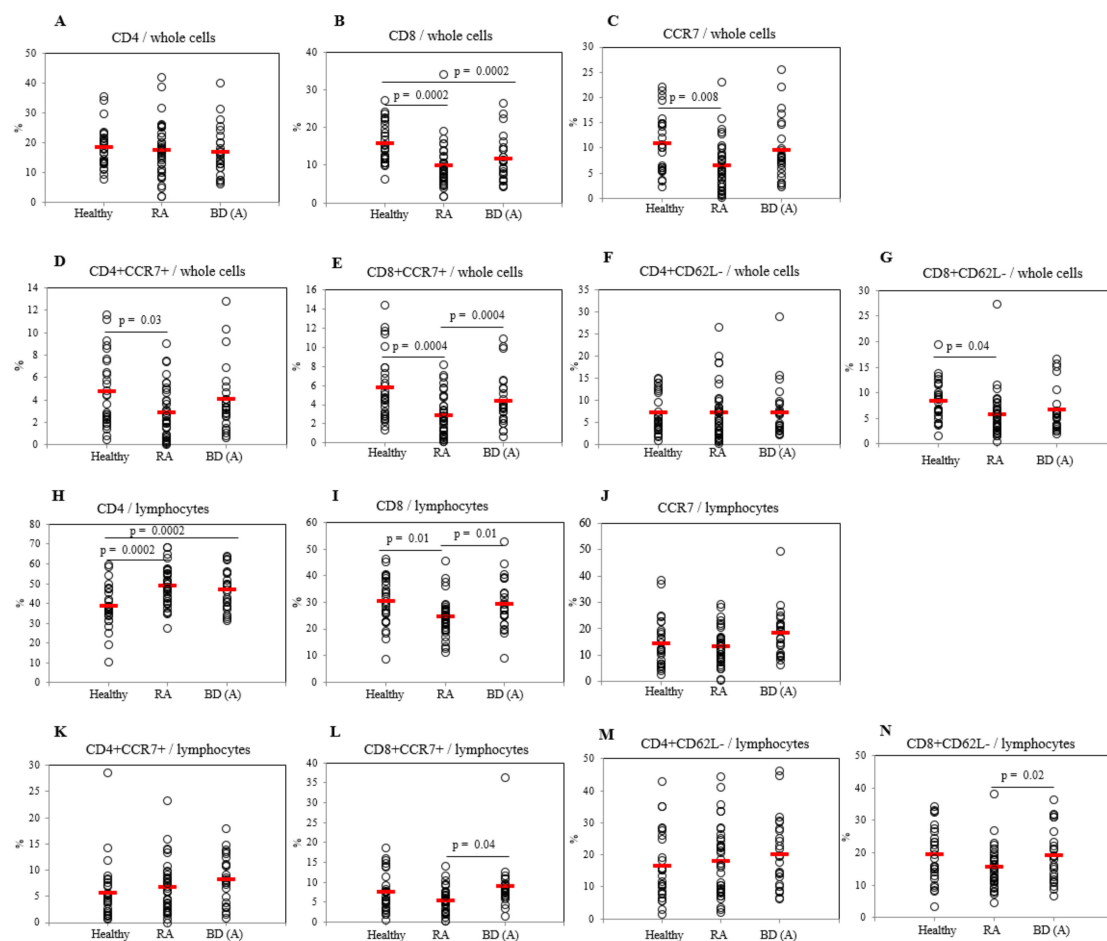 A
CD4 / whole cells
50
40
30
20
10
0
%
Healthy RA BD (A)
B
CD8 / whole cells
40
30
20
10
0
%
p = 0.0002
p = 0.0002
Healthy RA BD (A)
C
CCR7 / whole cells
30
25
20
15
10
5
0
%
p = 0.008
Healthy RA BD (A)
D
CD4+CCR7+ / whole cells
14
12
10
8
6
4
2
0
%
p = 0.03
Healthy RA BD (A)
E
CD8+CCR7+ / whole cells
16
14
12
10
8
6
4
2
0
%
p = 0.0004
p = 0.0004
Healthy RA BD (A)
F
CD4+CD62L- / whole cells
35
30
25
20
15
10
5
0
%
Healthy RA BD (A)
G
CD8+CD62L- / whole cells
30
25
20
15
10
5
0
%
p = 0.04
Healthy RA BD (A)
H
CD4 / lymphocytes
80
70
60
50
40
30
20
10
0
%
p = 0.0002
p = 0.0002
Healthy RA BD (A)
I
CD8 / lymphocytes
60
50
40
30
20
10
0
%
p = 0.01
p = 0.01
Healthy RA BD (A)
J
CCR7 / lymphocytes
60
50
40
30
20
10
0
%
Healthy RA BD (A)
K
CD4+CCR7+ / lymphocytes
30
25
20
15
10
5
0
%
Healthy RA BD (A)
L
CD8+CCR7+ / lymphocytes
40
35
30
25
20
15
10
5
0
%
p = 0.04
Healthy RA BD (A)
M
CD4+CD62L- / lymphocytes
50
40
30
20
10
0
%
Healthy RA BD (A)
N
CD8+CD62L- / lymphocytes
50
40
30
20
10
0
%
p = 0.02
Healthy RA BD (A)